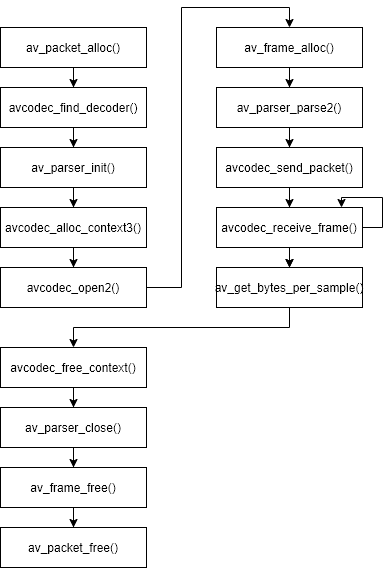 av_packet_alloc()
avcodec_find_decoder()
av_parser_init()
avcodec_alloc_context3()
avcodec_open2()
av_frame_alloc()
av_parser_parse2()
avcodec_send_packet()
avcodec_receive_frame()
av_get_bytes_per_sample()
avcodec_free_context()
av_parser_close()
av_frame_free()
av_packet_free()